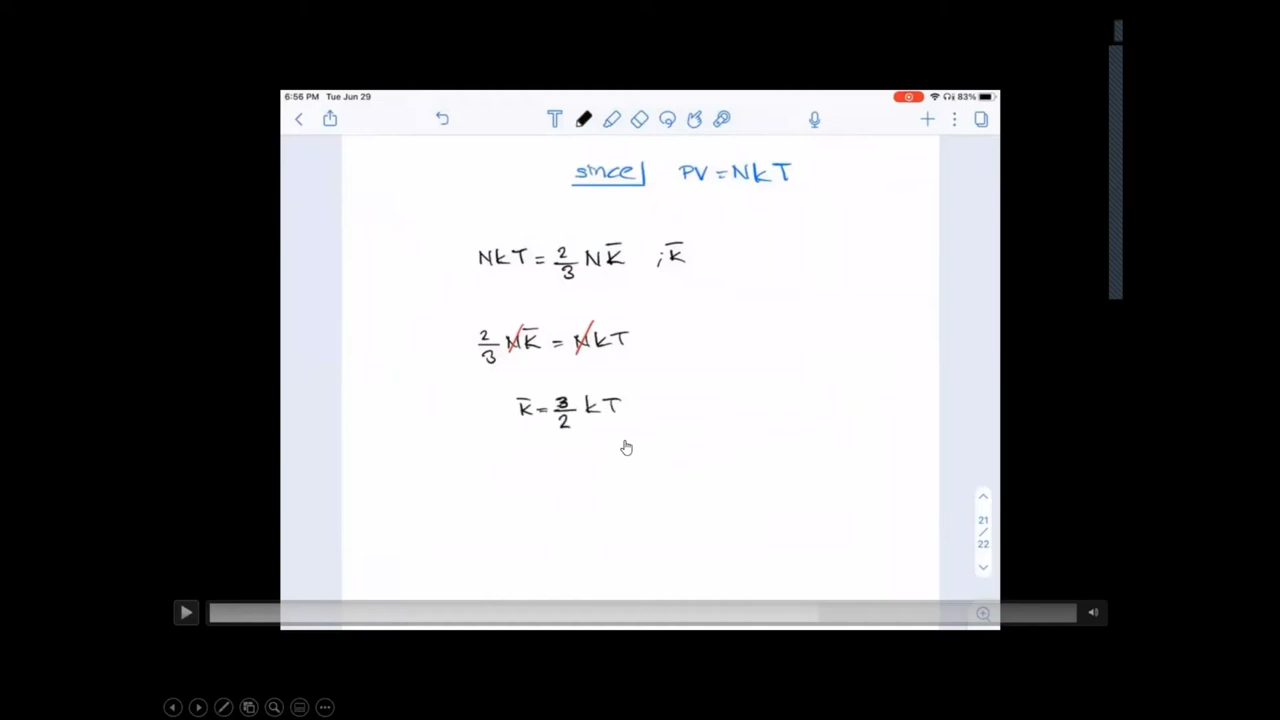 6:56 PM Tue Jun 29 83%
T
since PV = NkT
NkT = 2/3 NK̄ ; K̄
2/3 NK̄ = NkT
K̄ = 3/2 kT
21
/
22